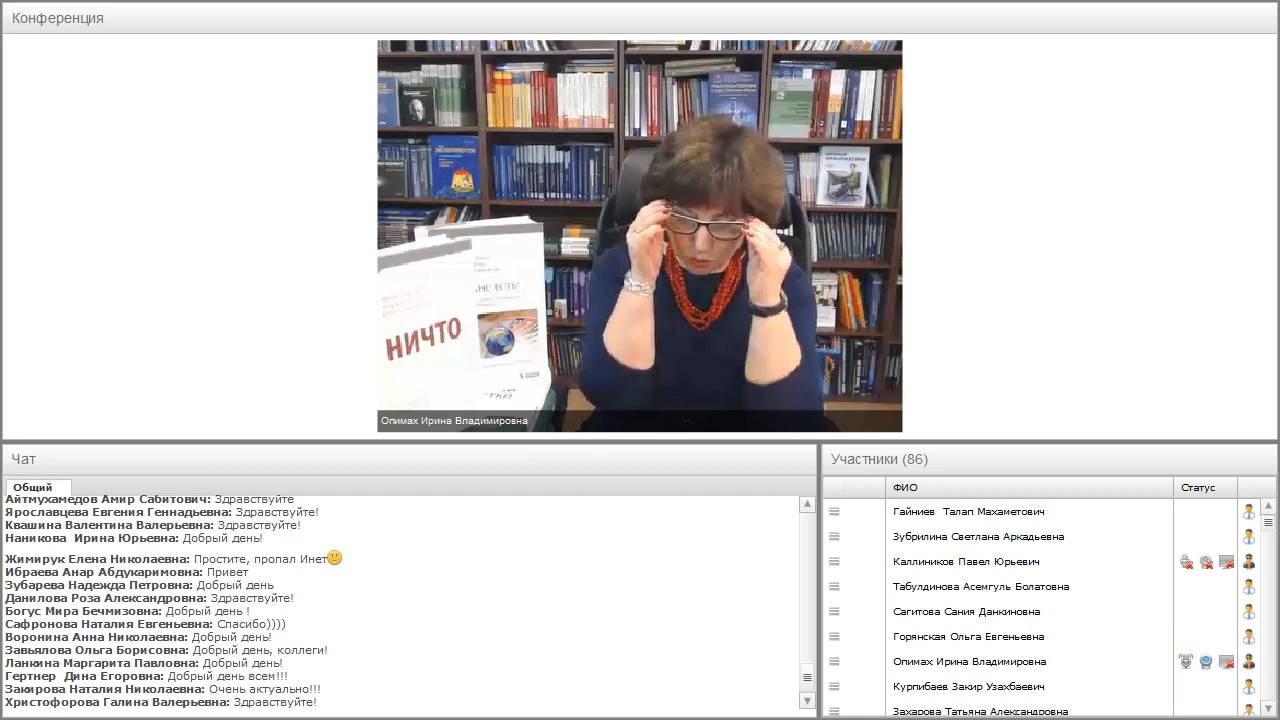 Конференция
ЭКСПЕРИМЕНТОВ
АНС ВЕЛЯ
НИЧТО
Опимах Ирина Владимировна
Чат
Общий
Айтмухамедов Амир Сабитович: Здравствуйте
Ярославцева Евгения Геннадьевна: Здравствуйте!
Квашина Валентина Валерьевна: Здравствуйте!
Наникова Ирина Юрьевна: Добрый день!
Жимирук Елена Николаевна: Простите, пропал Инет
Ибраева Анар Абдукаримовна: Привет
Зубарева Надежда Петровна: Добрый день
Данилова Роза Александровна: Здравствуйте!
Богус Мира Бечмизовна: Добрый день !
Сафронова Наталия Евгеньевна: Спасибо))))
Воронина Анна Николаевна: Добрый день!
Завьялова Ольга Борисовна: Добрый день, коллеги!
Ланкина Маргарита Павловна: Добрый день!
Гертнер Дина Егоровна: Добрый день всем!!!
Закирова Наталия Николаевна: Очень актуально!!!
Христофорова Галина Валерьевна: Здравствуйте!
Участники (86)
ФИО Статус
Гайниев Талап Махаметович
Зубрилина Светлана Аркадьевна
Каллиников Павел Юрьевич
Табулдинова Асемгуль Болатовна
Сагитова Сания Данкиновна
Горянская Ольга Евгеньевна
Опимах Ирина Владимировна
Курпибаев Закир Узакбаевич
Захарова Татьяна Александровна